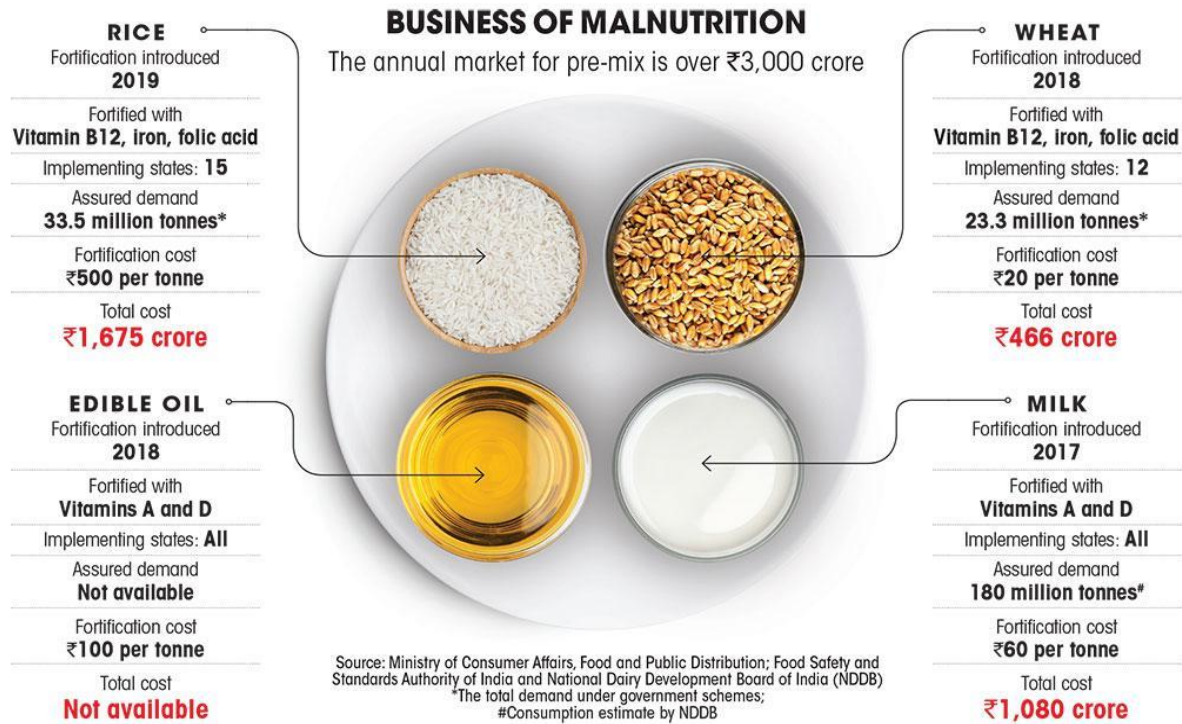 BUSINESS OF MALNUTRITION
The annual market for pre-mix is over ₹3,000 crore
RICE
Fortification introduced
2019
Fortified with
Vitamin B12, iron, folic acid
Implementing states: 15
Assured demand
33.5 million tonnes*
Fortification cost
₹500 per tonne
Total cost
₹1,675 crore
WHEAT
Fortification introduced
2018
Fortified with
Vitamin B12, iron, folic acid
Implementing states: 12
Assured demand
23.3 million tonnes*
Fortification cost
₹20 per tonne
Total cost
₹466 crore
EDIBLE OIL
Fortification introduced
2018
Fortified with
Vitamins A and D
Implementing states: All
Assured demand
Not available
Fortification cost
₹100 per tonne
Total cost
Not available
MILK
Fortification introduced
2017
Fortified with
Vitamins A and D
Implementing states: All
Assured demand
180 million tonnes#
Fortification cost
₹60 per tonne
Total cost
₹1,080 crore
Source: Ministry of Consumer Affairs, Food and Public Distribution; Food Safety and
Standards Authority of India and National Dairy Development Board of India (NDDB)
*The total demand under government schemes;
#Consumption estimate by NDDB